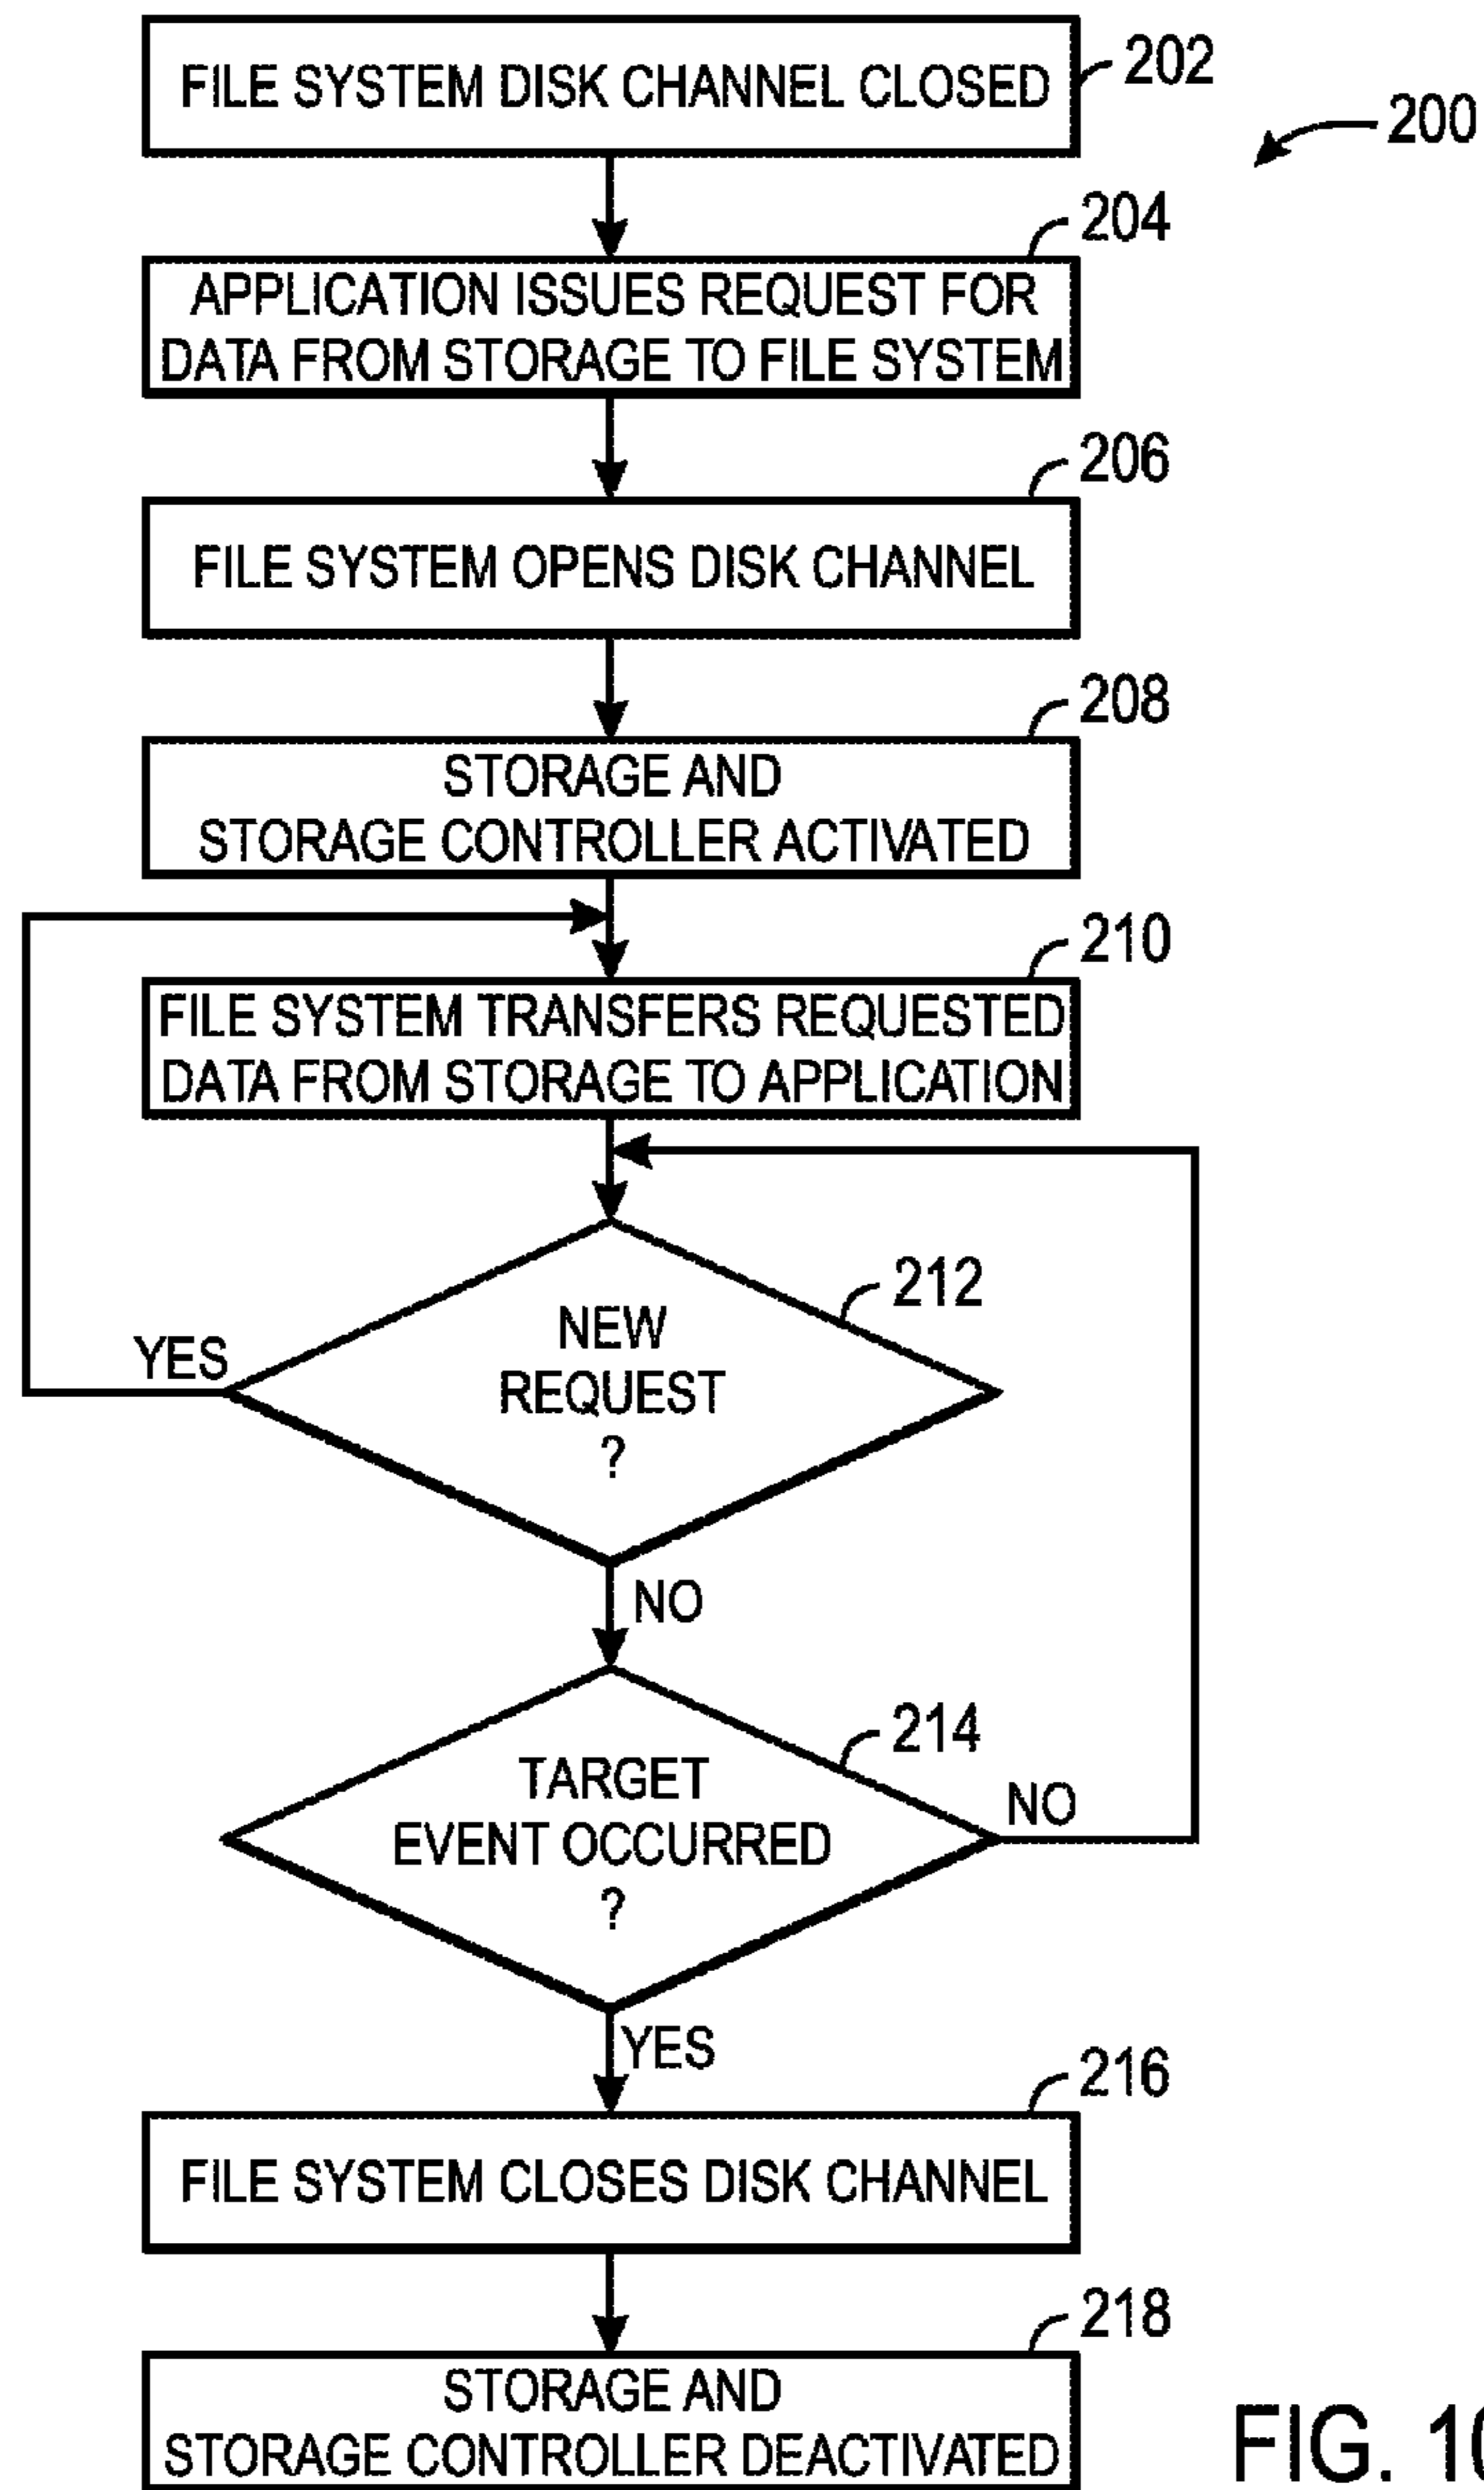 FILE SYSTEM DISK CHANNEL CLOSED
202
200
204
APPLICATION ISSUES REQUEST FOR
DATA FROM STORAGE TO FILE SYSTEM
206
FILE SYSTEM OPENS DISK CHANNEL
208
STORAGE AND
STORAGE CONTROLLER ACTIVATED
210
FILE SYSTEM TRANSFERS REQUESTED
DATA FROM STORAGE TO APPLICATION
212
NEW
REQUEST
?
YES
NO
214
TARGET
EVENT OCCURRED
?
NO
YES
216
FILE SYSTEM CLOSES DISK CHANNEL
218
STORAGE AND
STORAGE CONTROLLER DEACTIVATED
FIG.